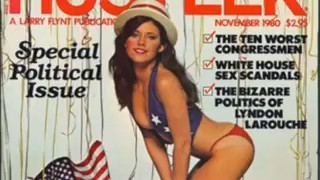 HUSTLER
A LARRY FLYNT PUBLICATION
NOVEMBER 1980 $2.95
Special
Political
Issue
THE TEN WORST
CONGRESSMEN
WHITE HOUSE
SEX SCANDALS
THE BIZARRE
POLITICS OF
LYNDON
LAROUCHE